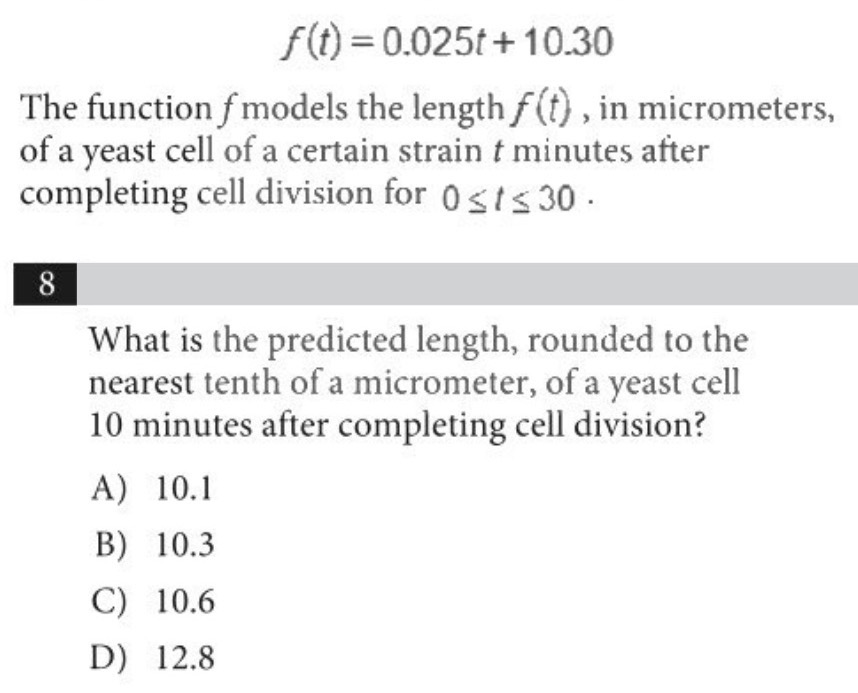 f(t) = 0.025t + 10.30
The function f models the length f(t) , in micrometers,
of a yeast cell of a certain strain t minutes after
completing cell division for 0 ≤ t ≤ 30 .
8
What is the predicted length, rounded to the
nearest tenth of a micrometer, of a yeast cell
10 minutes after completing cell division?
A) 10.1
B) 10.3
C) 10.6
D) 12.8